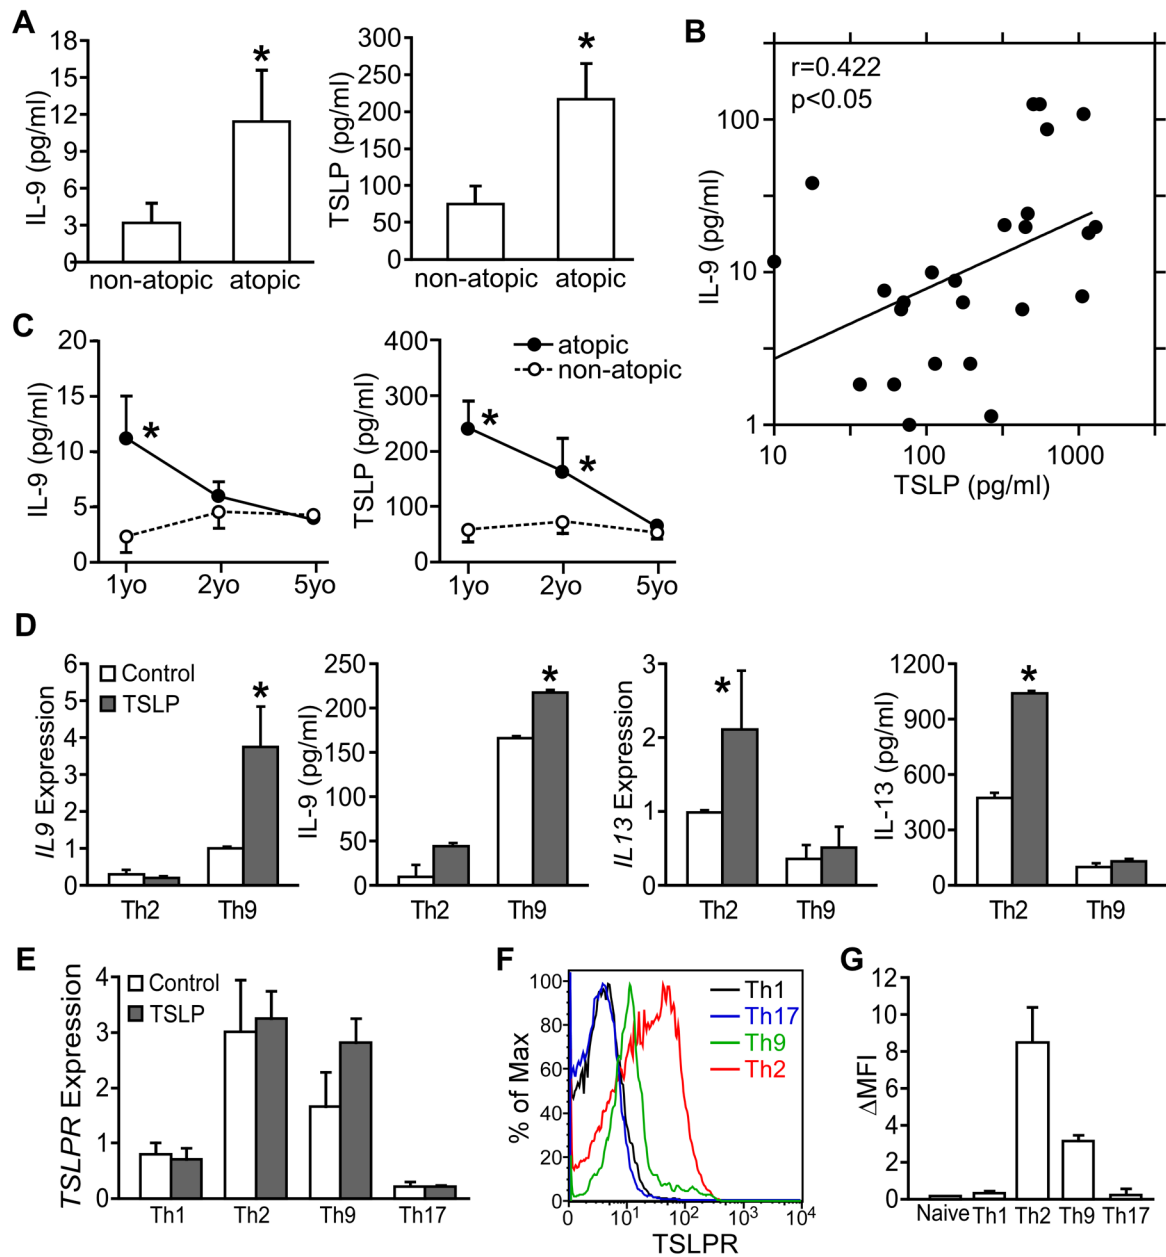 A
IL-9 (pg/ml)
18
15
12
9
6
3
0
*
non-atopic atopic
TSLP (pg/ml)
300
250
200
150
100
50
0
*
non-atopic atopic
B
r=0.422
p<0.05
IL-9 (pg/ml)
100
10
1
10 100 1000
TSLP (pg/ml)
C
IL-9 (pg/ml)
20
15
10
5
0
*
1yo 2yo 5yo
TSLP (pg/ml)
400
300
200
100
0
atopic
non-atopic
*
*
1yo 2yo 5yo
D
IL9 Expression
6
5
4
3
2
1
0
Control
TSLP
*
Th2 Th9
IL-9 (pg/ml)
250
200
150
100
50
0
*
Th2 Th9
IL13 Expression
3
2
1
0
*
Th2 Th9
IL-13 (pg/ml)
1200
900
600
300
0
*
Th2 Th9
E
TSLPR Expression
4
3
2
1
0
Control
TSLP
Th1 Th2 Th9 Th17
F
% of Max
100
80
60
40
20
0
Th1
Th17
Th9
Th2
0 10¹ 10² 10³ 10⁴
TSLPR
G
ΔMFI
12
10
8
6
4
2
0
Naive Th1 Th2 Th9 Th17